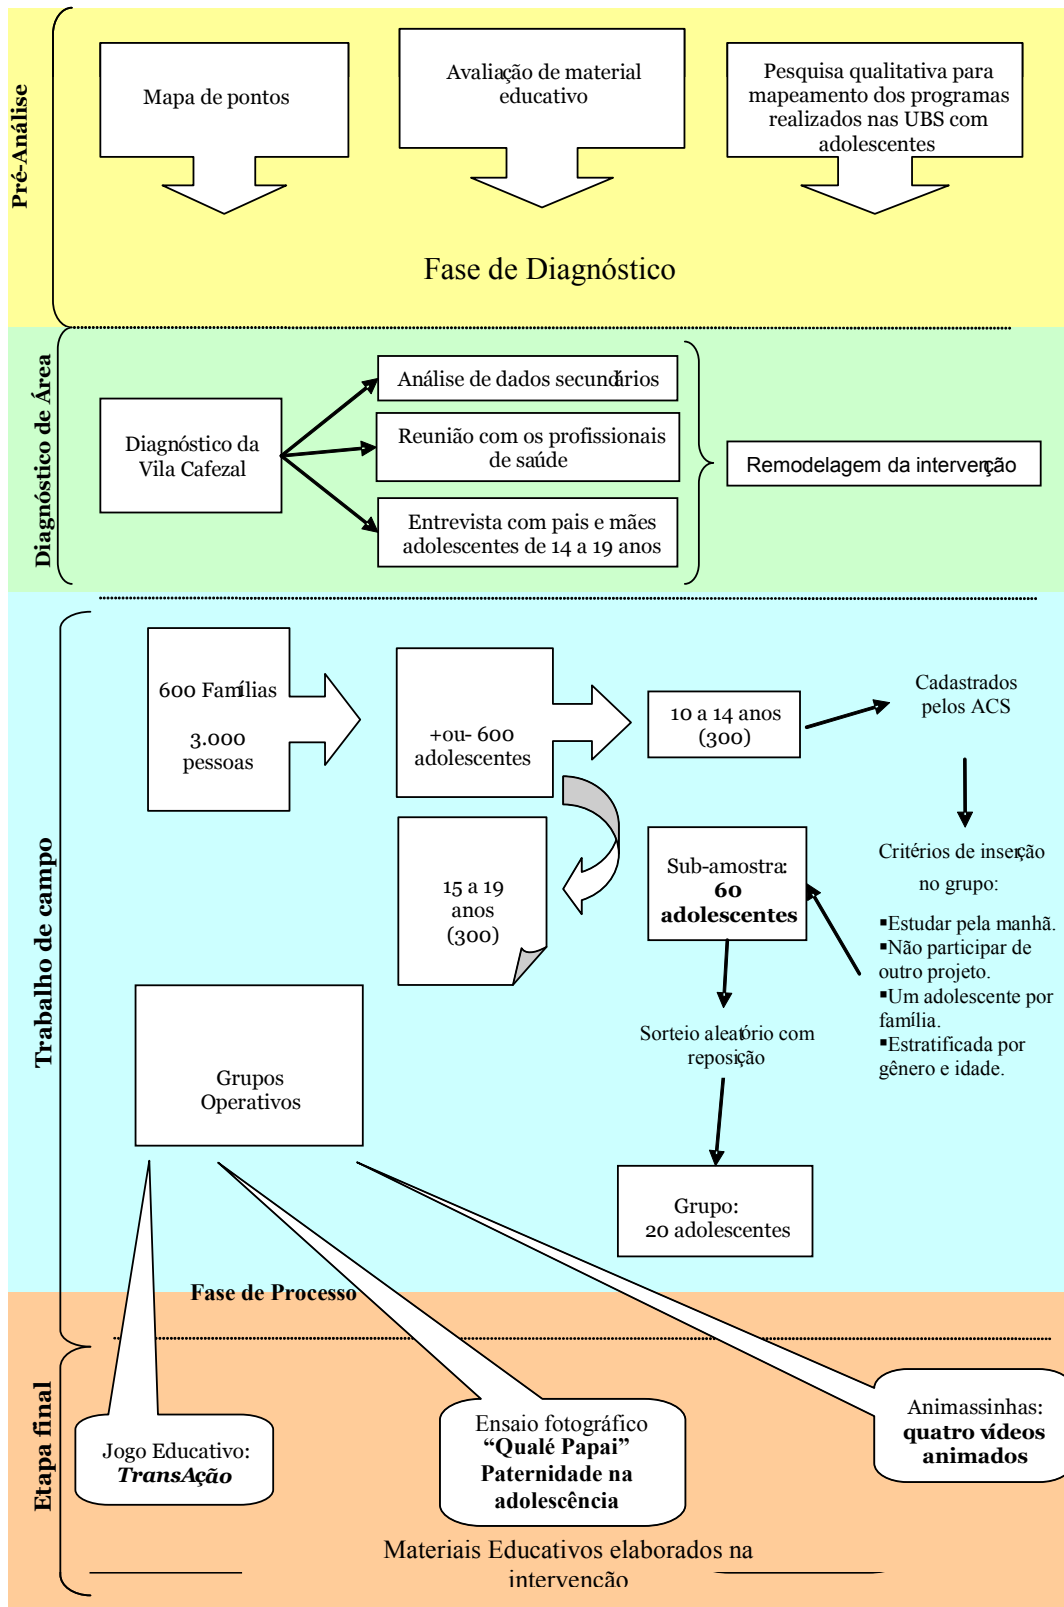 Pré-Análise
Mapa de pontos
Avaliação de material
educativo
Pesquisa qualitativa para
mapeamento dos programas
realizados nas UBS com
adolescentes
Fase de Diagnóstico
Diagnóstico de Área
Diagnóstico da
Vila Cafezal
Análise de dados secundários
Reunião com os profissionais
de saúde
Entrevista com pais e mães
adolescentes de 14 a 19 anos
Remodelagem da intervenção
Trabalho de campo
600 Famílias
3.000
pessoas
+ou- 600
adolescentes
10 a 14 anos
(300)
Cadastrados
pelos ACS
15 a 19
anos
(300)
Sub-amostra:
60
adolescentes
Critérios de inserção
no grupo:
▪Estudar pela manhã.
▪Não participar de
outro projeto.
▪Um adolescente por
família.
▪Estratificada por
gênero e idade.
Sorteio aleatório com
reposição
Grupos
Operativos
Grupo:
20 adolescentes
Fase de Processo
Etapa final
Jogo Educativo:
TransAção
Ensaio fotográfico
“Qualé Papai”
Paternidade na
adolescência
Animassinhas:
quatro vídeos
animados
Materiais Educativos elaborados na
intervenção